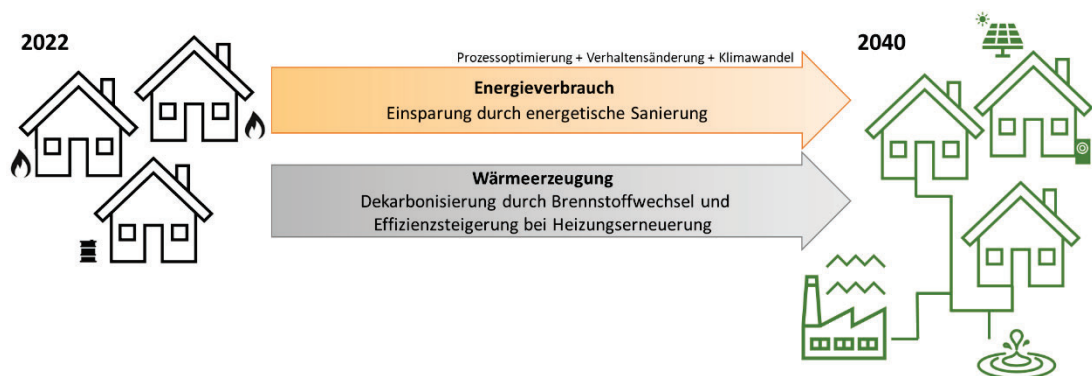 2022
Prozessoptimierung + Verhaltensänderung + Klimawandel
Energieverbrauch
Einsparung durch energetische Sanierung
Wärmeerzeugung
Dekarbonisierung durch Brennstoffwechsel und
Effizienzsteigerung bei Heizungserneuerung
2040